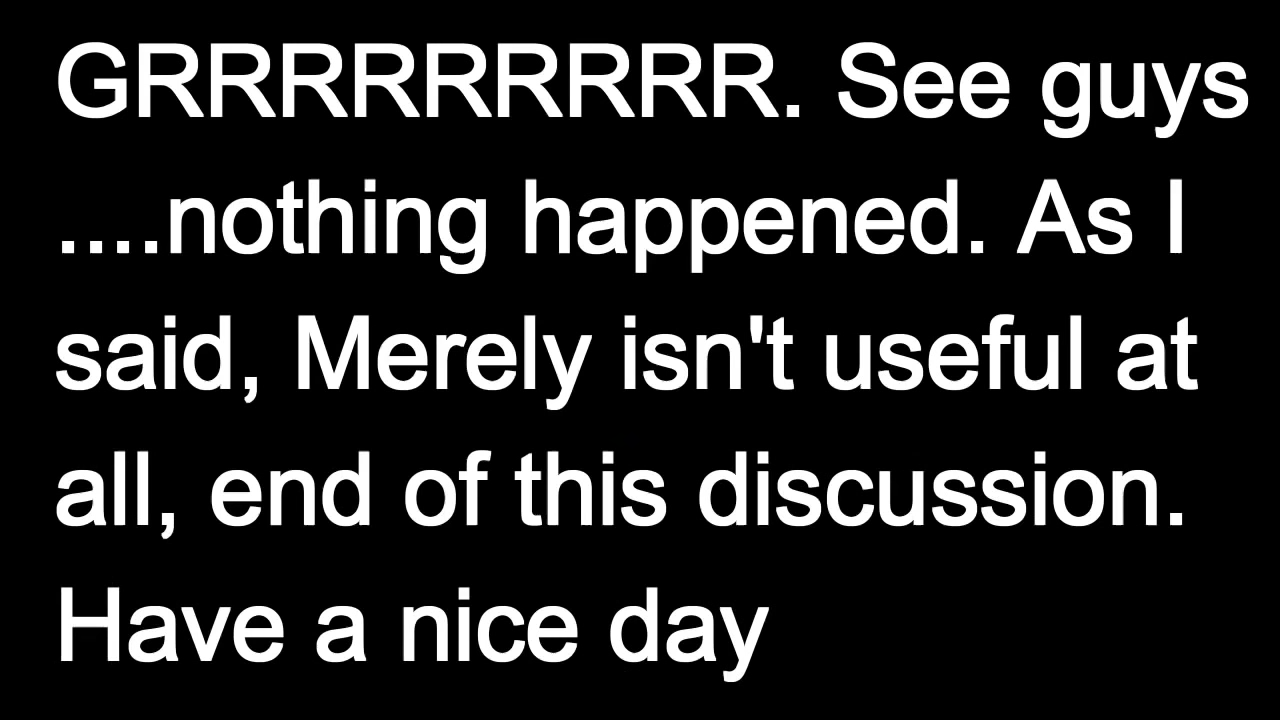 GRRRRRRRRR. See guys
....nothing happened. As I
said, Merely isn't useful at
all, end of this discussion.
Have a nice day